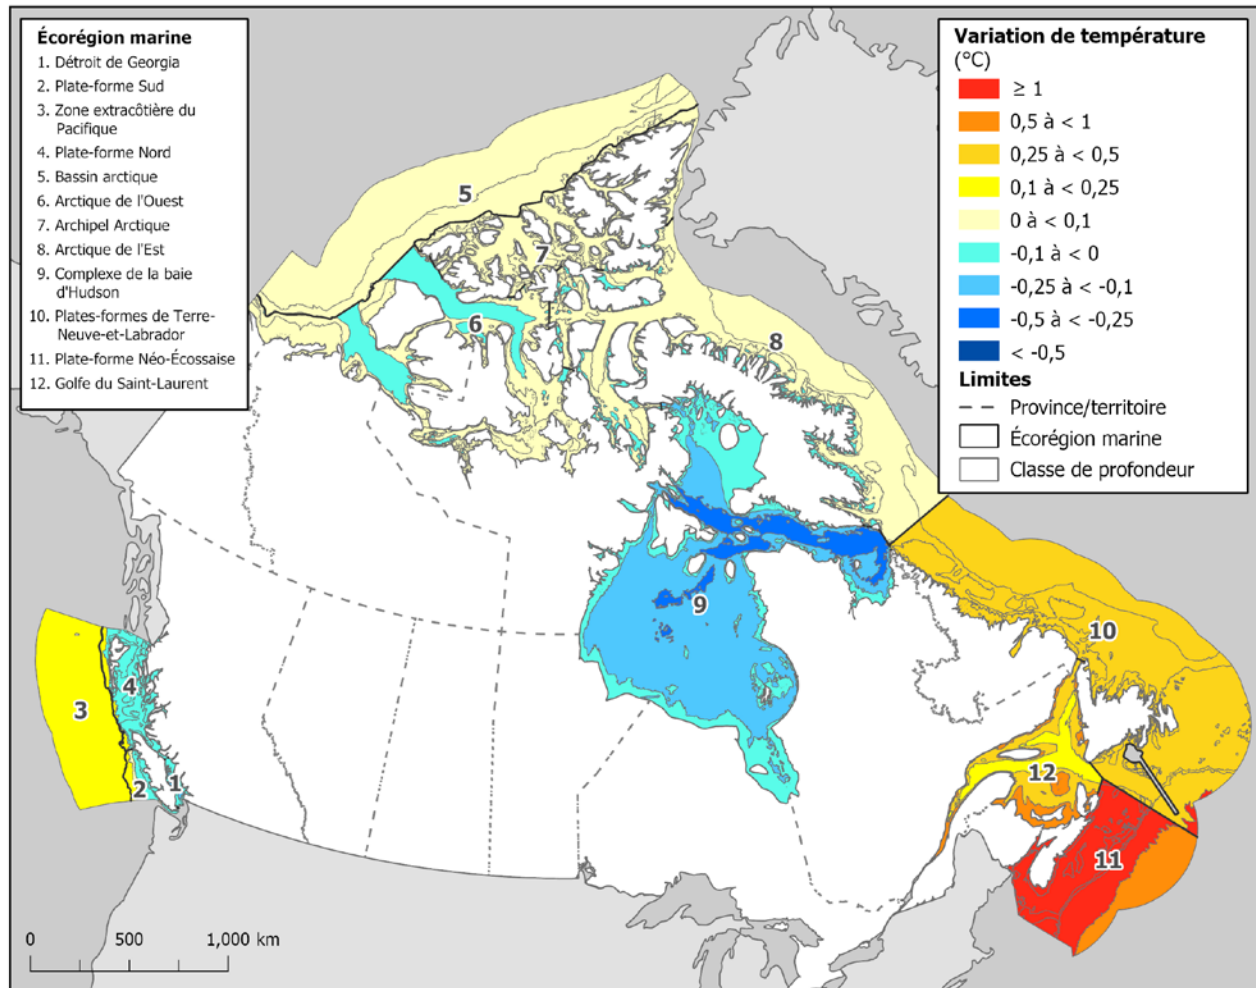 Écorégion marine
1. Détroit de Georgia
2. Plate-forme Sud
3. Zone extracôtière du
Pacifique
4. Plate-forme Nord
5. Bassin arctique
6. Arctique de l'Ouest
7. Archipel Arctique
8. Arctique de l'Est
9. Complexe de la baie
d'Hudson
10. Plates-formes de Terre-
Neuve-et-Labrador
11. Plate-forme Néo-Écossaise
12. Golfe du Saint-Laurent
Variation de température
(°C)
≥ 1
0,5 à < 1
0,25 à < 0,5
0,1 à < 0,25
0 à < 0,1
-0,1 à < 0
-0,25 à < -0,1
-0,5 à < -0,25
< -0,5
Limites
Province/territoire
Écorégion marine
Classe de profondeur
5
7
6
8
9
10
4
3
2
1
12
11
0 500 1,000 km